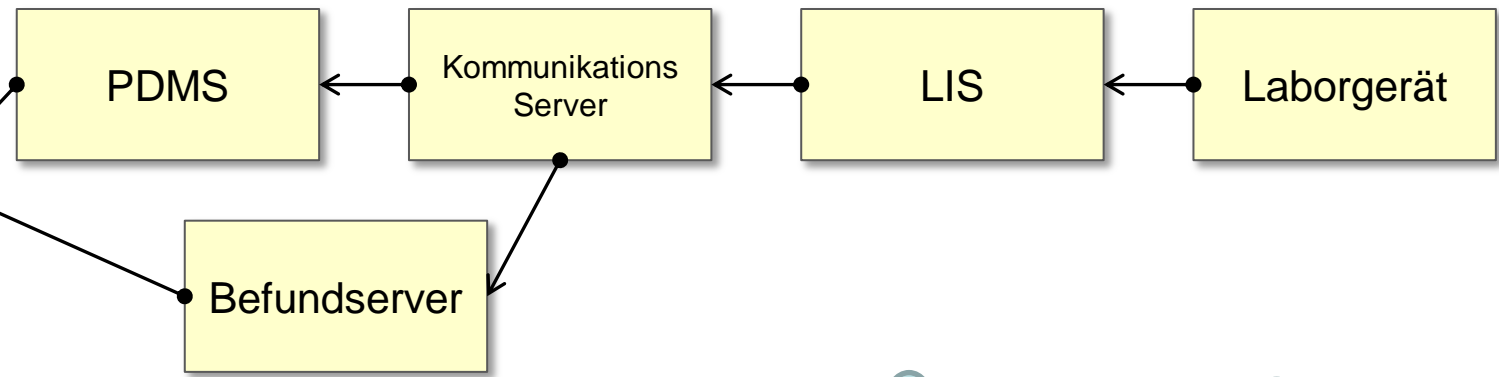 PDMS
Kommunikations
Server
LIS
Laborgerät
Befundserver